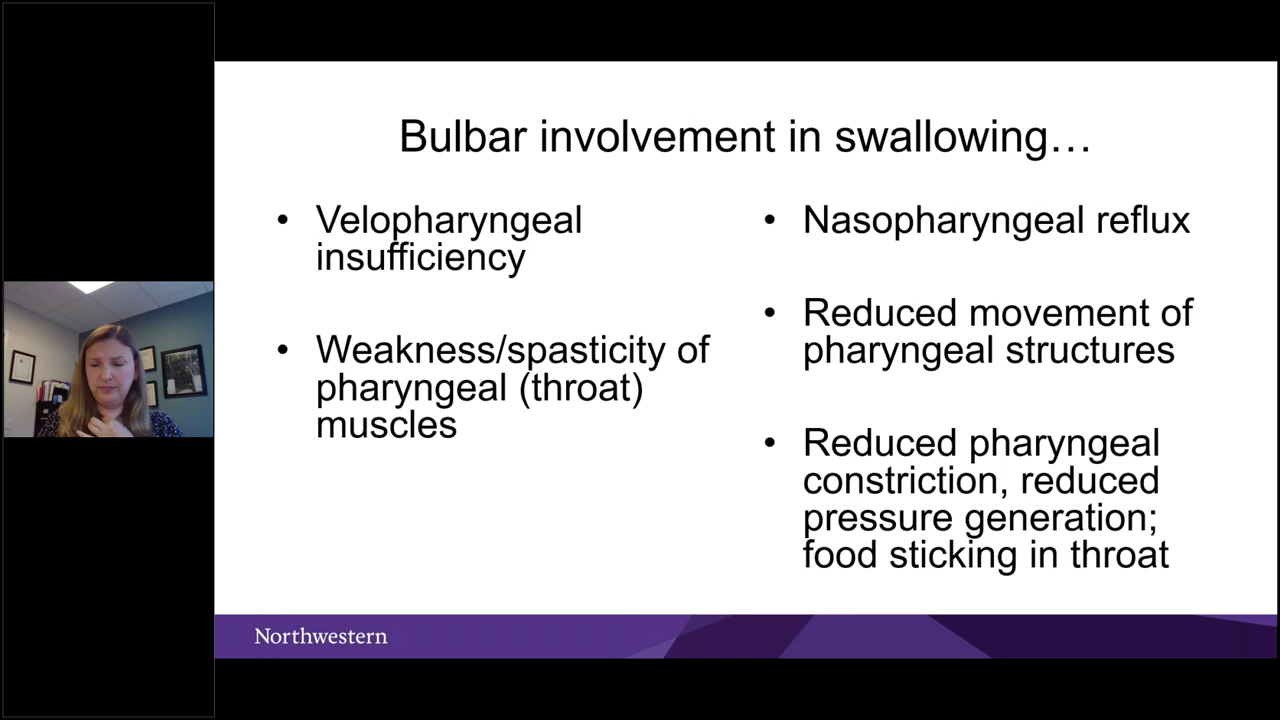 Bulbar involvement in swallowing…
• Velopharyngeal
insufficiency
• Weakness/spasticity of
pharyngeal (throat)
muscles
• Nasopharyngeal reflux
• Reduced movement of
pharyngeal structures
• Reduced pharyngeal
constriction, reduced
pressure generation;
food sticking in throat
Northwestern